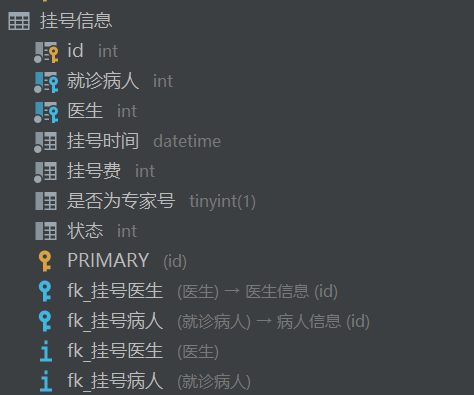 挂号信息
id int
就诊病人 int
医生 int
挂号时间 datetime
挂号费 int
是否为专家号 tinyint(1)
状态 int
PRIMARY (id)
fk_挂号医生 (医生) → 医生信息 (id)
fk_挂号病人 (就诊病人) → 病人信息 (id)
fk_挂号医生 (医生)
fk_挂号病人 (就诊病人)